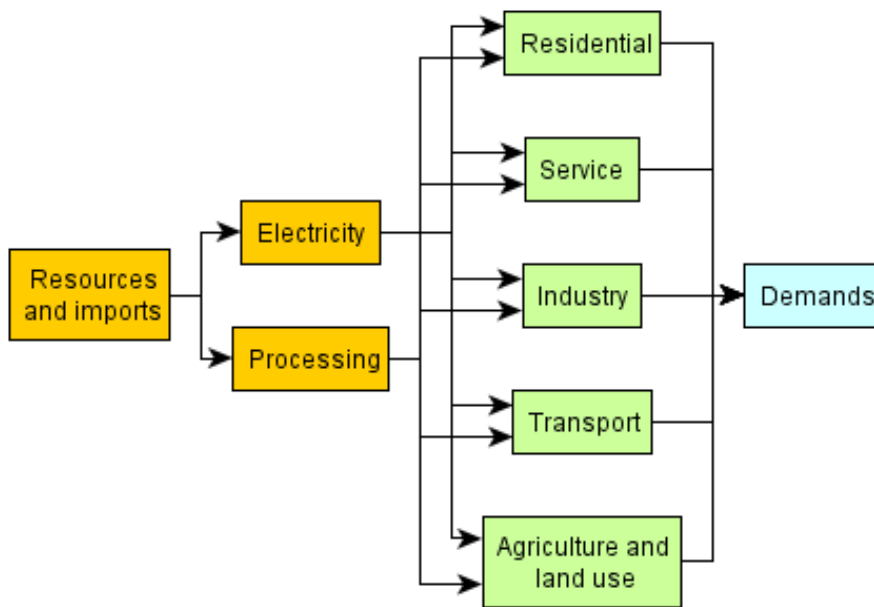 Residential
Service
Electricity
Resources
and imports
Industry
Demands
Processing
Transport
Agriculture and
land use